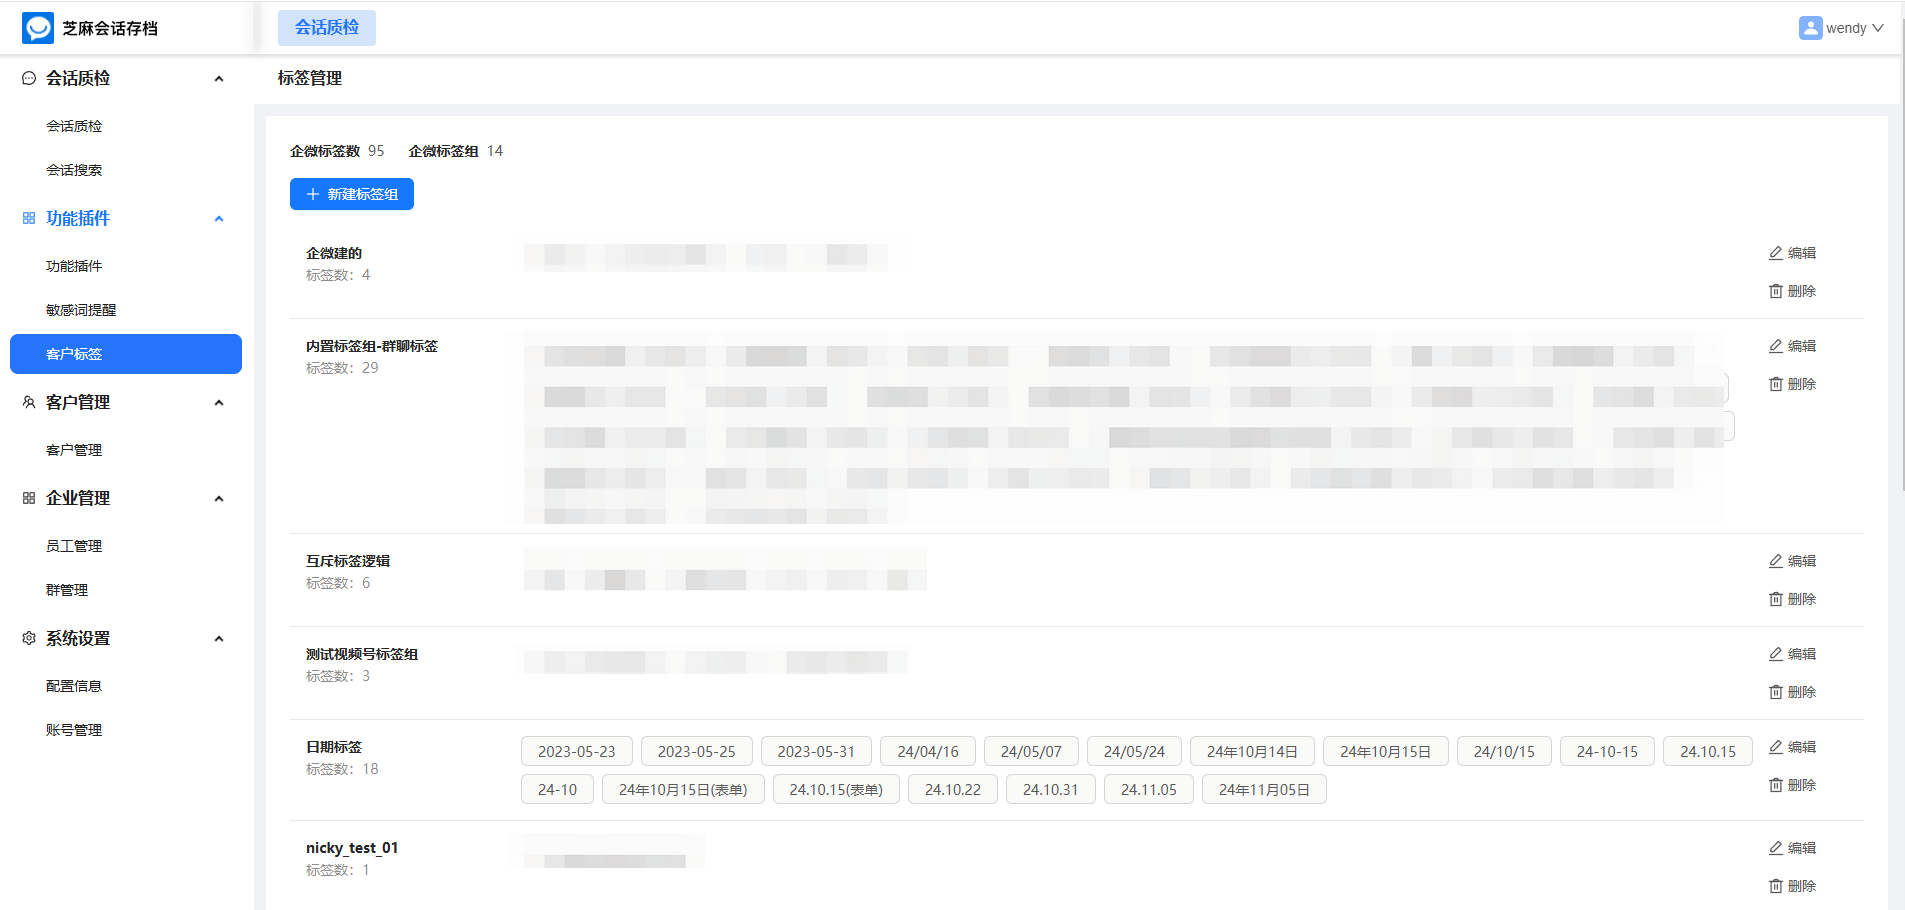 芝麻会话存档
会话质检
wendy
会话质检
会话质检
会话搜索
功能插件
功能插件
敏感词提醒
客户标签
客户管理
客户管理
企业管理
员工管理
群管理
系统设置
配置信息
账号管理
标签管理
企微标签数 95 企微标签组 14
新建标签组
企微建的
标签数：4
编辑
删除
内置标签组-群聊标签
标签数：29
编辑
删除
互斥标签逻辑
标签数：6
编辑
删除
测试视频号标签组
标签数：3
编辑
删除
日期标签
标签数：18
2023-05-23 2023-05-25 2023-05-31 24/04/16 24/05/07 24/05/24 24年10月14日 24年10月15日 24/10/15 24-10-15 24.10.15
24-10 24年10月15日(表单) 24.10.15(表单) 24.10.22 24.10.31 24.11.05 24年11月05日
编辑
删除
nicky_test_01
标签数：1
编辑
删除